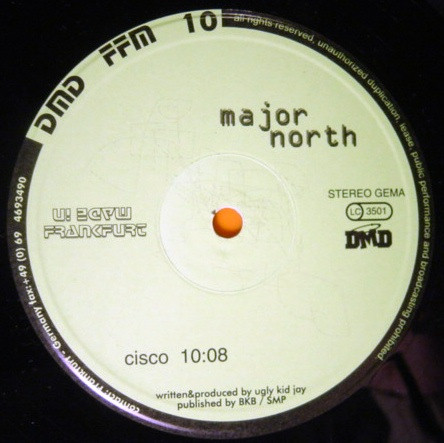 DMD FFM 10
all rights reserved, unauthorized duplication, lease, public performance and broadcasting prohibited.
major
north
STEREO GEMA
LC 3501
DMD
FRANKFURT
cisco 10:08
written&produced by ugly kid jay
published by BKB / SMP
contact: Frankfurt - Germany fax:+49 (0) 69 4693490